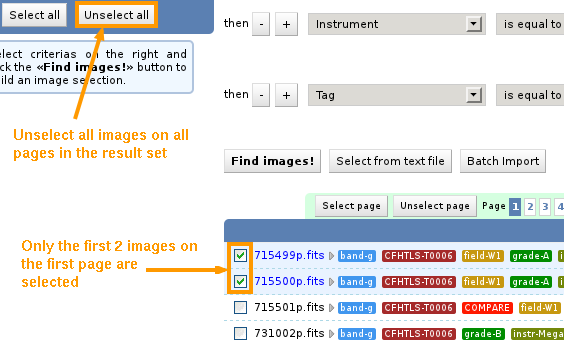 Select all Unselect all
elect criterias on the right and
ck the «Find images!» button to
ild an image selection.
Unselect all images on all
pages in the result set
then - + Instrument is equal to
then - + Tag is equal to
Find images! Select from text file Batch Import
Select page Unselect page Page 1 2 3 4
Only the first 2 images on
the first page are
selected
715499p.fits band-g CFHTLS-T0006 field-W1 grade-A
715500p.fits band-g CFHTLS-T0006 field-W1 grade-A
715501p.fits band-g CFHTLS-T0006 COMPARE field-W1
731002p.fits band-g CFHTLS-T0006 grade-B instr-Mega